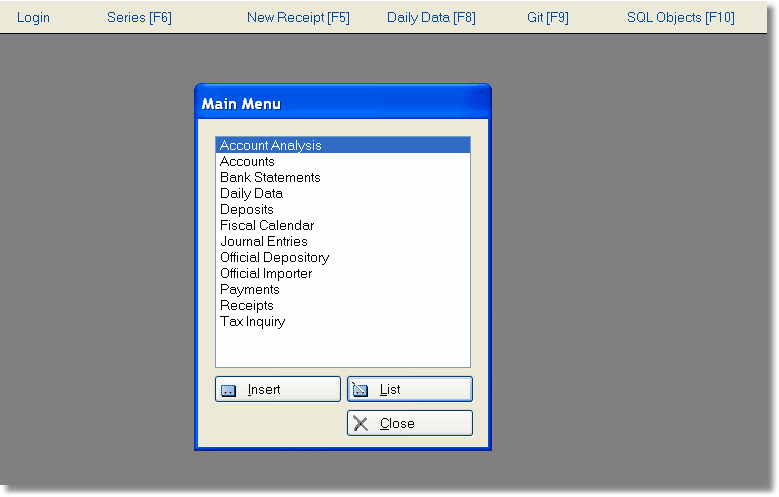 Login Series [F6] New Receipt [F5] Daily Data [F8] Git [F9] SQL Objects [F10]
Main Menu
Account Analysis
Accounts
Bank Statements
Daily Data
Deposits
Fiscal Calendar
Journal Entries
Official Depository
Official Importer
Payments
Receipts
Tax Inquiry
Insert List
Close